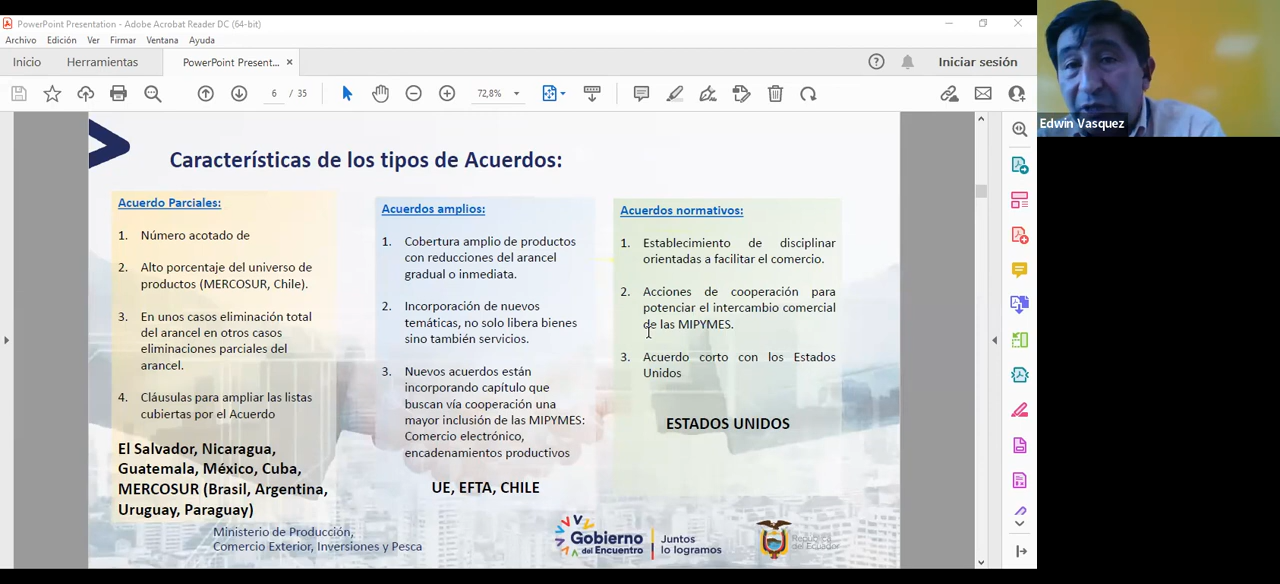 PowerPoint Presentation - Adobe Acrobat Reader DC (64-bit)
Archivo Edición Ver Firmar Ventana Ayuda
Inicio Herramientas PowerPoint Present... × Iniciar sesión
6 / 35 72,8%
Edwin Vasquez
Características de los tipos de Acuerdos:
Acuerdo Parciales:
1. Número acotado de
2. Alto porcentaje del universo de
productos (MERCOSUR, Chile).
3. En unos casos eliminación total
del arancel en otros casos
eliminaciones parciales del
arancel.
4. Cláusulas para ampliar las listas
cubiertas por el Acuerdo
El Salvador, Nicaragua,
Guatemala, México, Cuba,
MERCOSUR (Brasil, Argentina,
Uruguay, Paraguay)
Acuerdos amplios:
1. Cobertura amplio de productos
con reducciones del arancel
gradual o inmediata.
2. Incorporación de nuevos
temáticas, no solo libera bienes
sino también servicios.
3. Nuevos acuerdos están
incorporando capítulo que
buscan vía cooperación una
mayor inclusión de las MIPYMES:
Comercio electrónico,
encadenamientos productivos
UE, EFTA, CHILE
Acuerdos normativos:
1. Establecimiento de disciplinar
orientadas a facilitar el comercio.
2. Acciones de cooperación para
potenciar el intercambio comercial
de las MIPYMES.
3. Acuerdo corto con los Estados
Unidos
ESTADOS UNIDOS
Ministerio de Producción,
Comercio Exterior, Inversiones y Pesca
Gobierno
del Encuentro
Juntos
lo logramos
República
del Ecuador